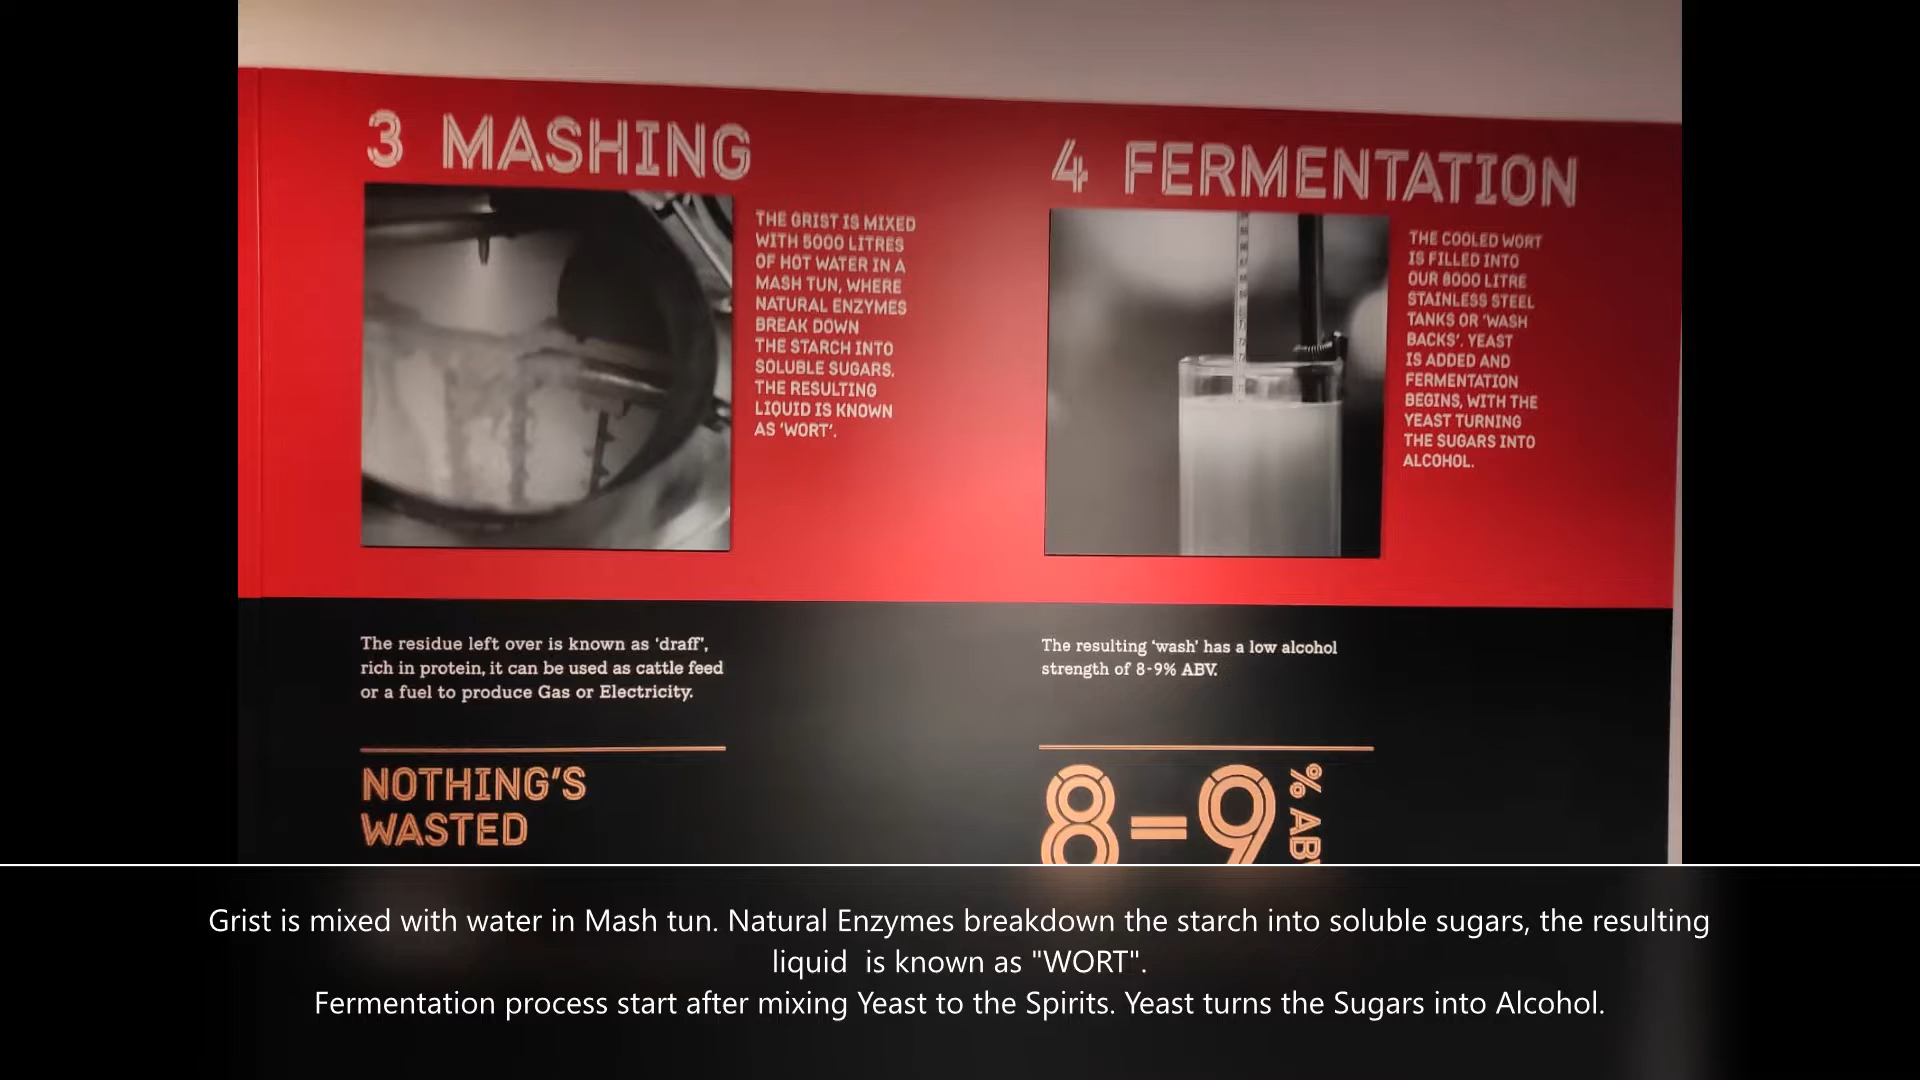 3 MASHING
THE GRIST IS MIXED
WITH 5000 LITRES
OF HOT WATER IN A
MASH TUN, WHERE
NATURAL ENZYMES
BREAK DOWN
THE STARCH INTO
SOLUBLE SUGARS.
THE RESULTING
LIQUID IS KNOWN
AS 'WORT'.
The residue left over is known as 'draff',
rich in protein, it can be used as cattle feed
or a fuel to produce Gas or Electricity.
NOTHING'S
WASTED
4 FERMENTATION
THE COOLED WORT
IS FILLED INTO
OUR 8000 LITRE
STAINLESS STEEL
TANKS OR 'WASH
BACKS'. YEAST
IS ADDED AND
FERMENTATION
BEGINS, WITH THE
YEAST TURNING
THE SUGARS INTO
ALCOHOL.
The resulting 'wash' has a low alcohol
strength of 8-9% ABV.
8-9 % ABV
Grist is mixed with water in Mash tun. Natural Enzymes breakdown the starch into soluble sugars, the resulting
liquid  is known as "WORT".
Fermentation process start after mixing Yeast to the Spirits. Yeast turns the Sugars into Alcohol.